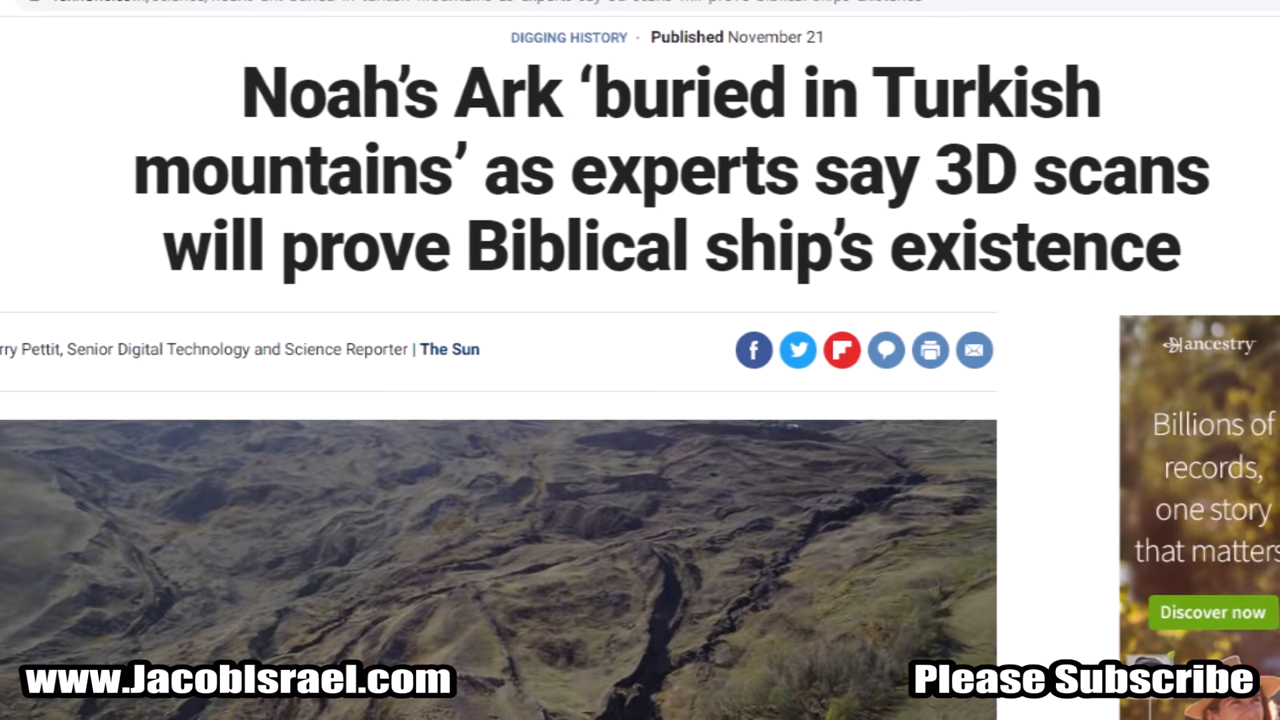 DIGGING HISTORY · Published November 21
Noah's Ark ‘buried in Turkish
mountains’ as experts say 3D scans
will prove Biblical ship's existence
Pettit, Senior Digital Technology and Science Reporter | The Sun
ancestry
Billions of
records,
one story
that matters
Discover now
www.JacobIsrael.com
Please Subscribe